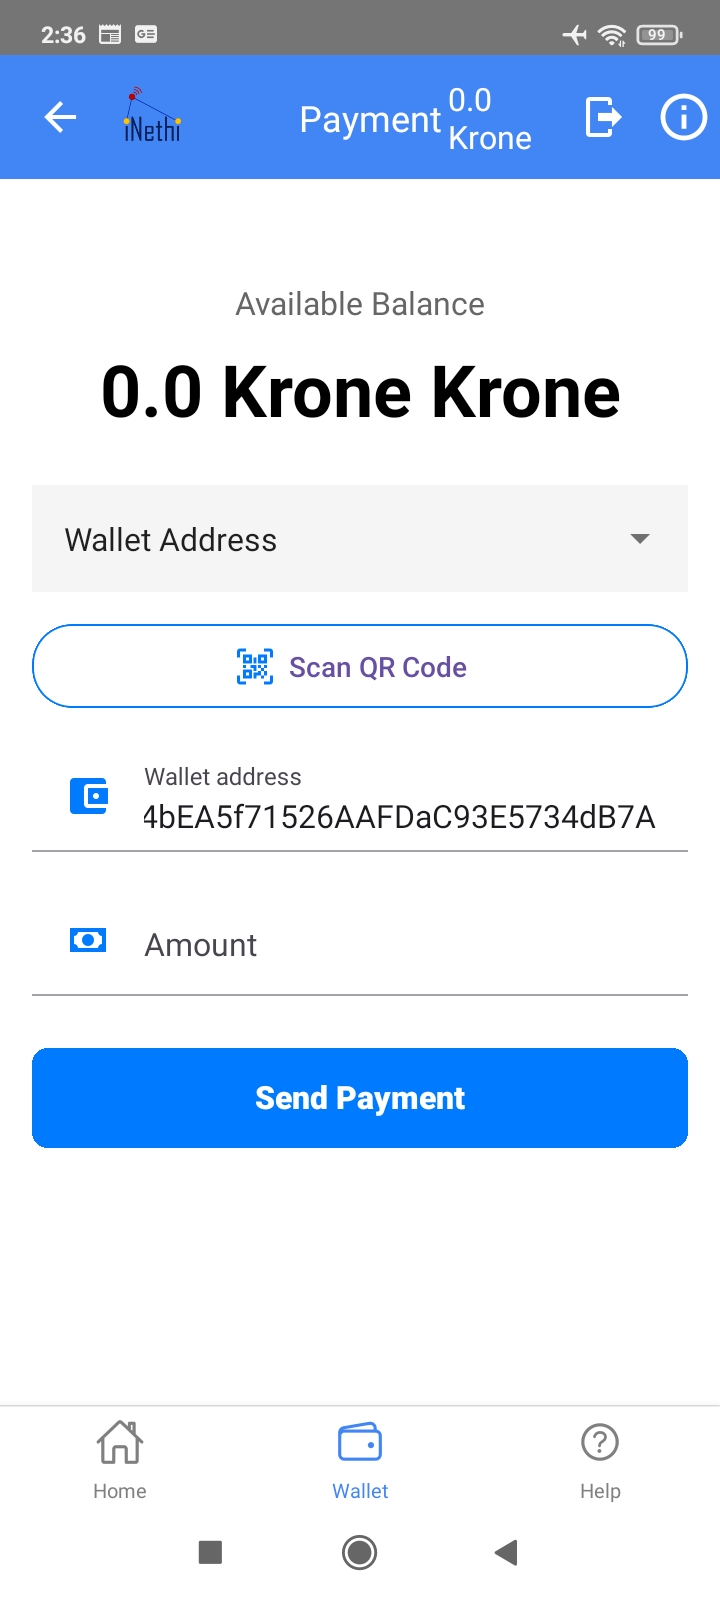 2:36
99
iNethi
Payment
0.0
Krone
Available Balance
0.0 Krone Krone
Wallet Address
Scan QR Code
Wallet address
4bEA5f71526AAFDaC93E5734dB7A
Amount
Send Payment
Home
Wallet
Help